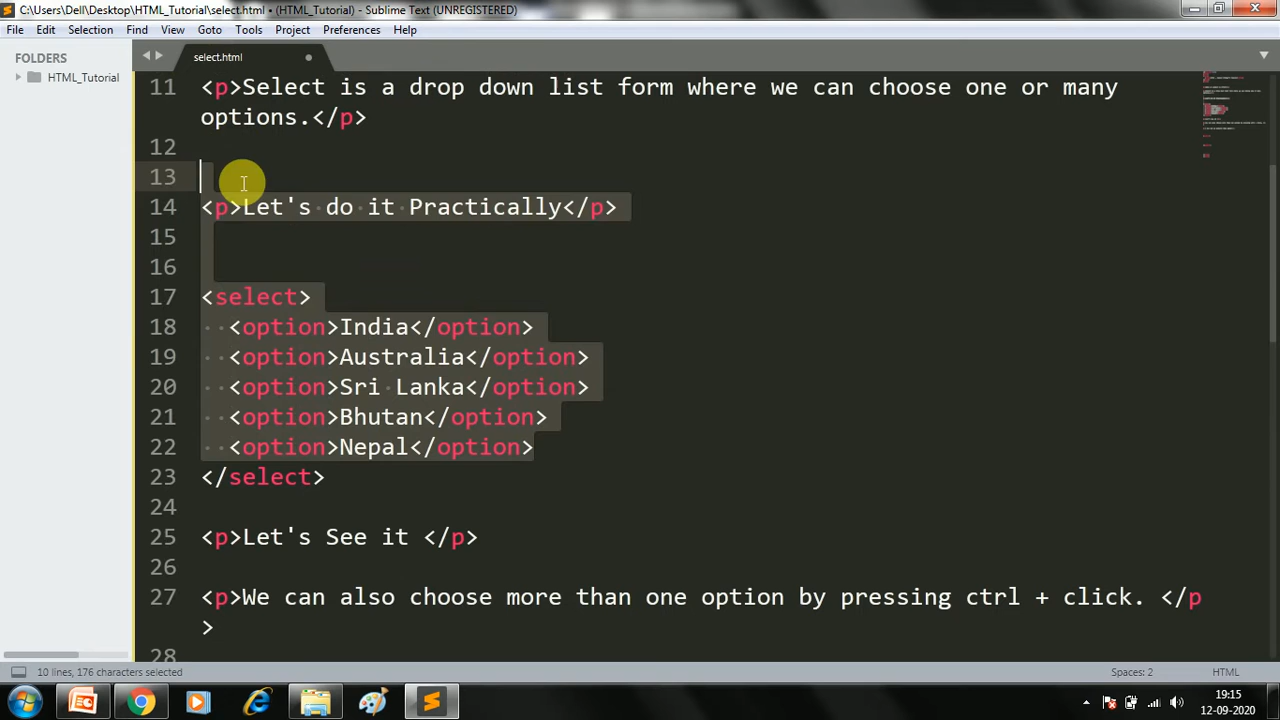 C:\Users\Dell\Desktop\HTML_Tutorial\select.html • (HTML_Tutorial) - Sublime Text (UNREGISTERED)
File Edit Selection Find View Goto Tools Project Preferences Help
FOLDERS
HTML_Tutorial
select.html
11 <p>Select is a drop down list form where we can choose one or many
options.</p>
12
13
14 <p>Let's do it Practically</p>
15
16
17 <select>
18 <option>India</option>
19 <option>Australia</option>
20 <option>Sri Lanka</option>
21 <option>Bhutan</option>
22 <option>Nepal</option>
23 </select>
24
25 <p>Let's See it </p>
26
27 <p>We can also choose more than one option by pressing ctrl + click. </p
>
28
10 lines, 176 characters selected
Spaces: 2
HTML
19:15
12-09-2020